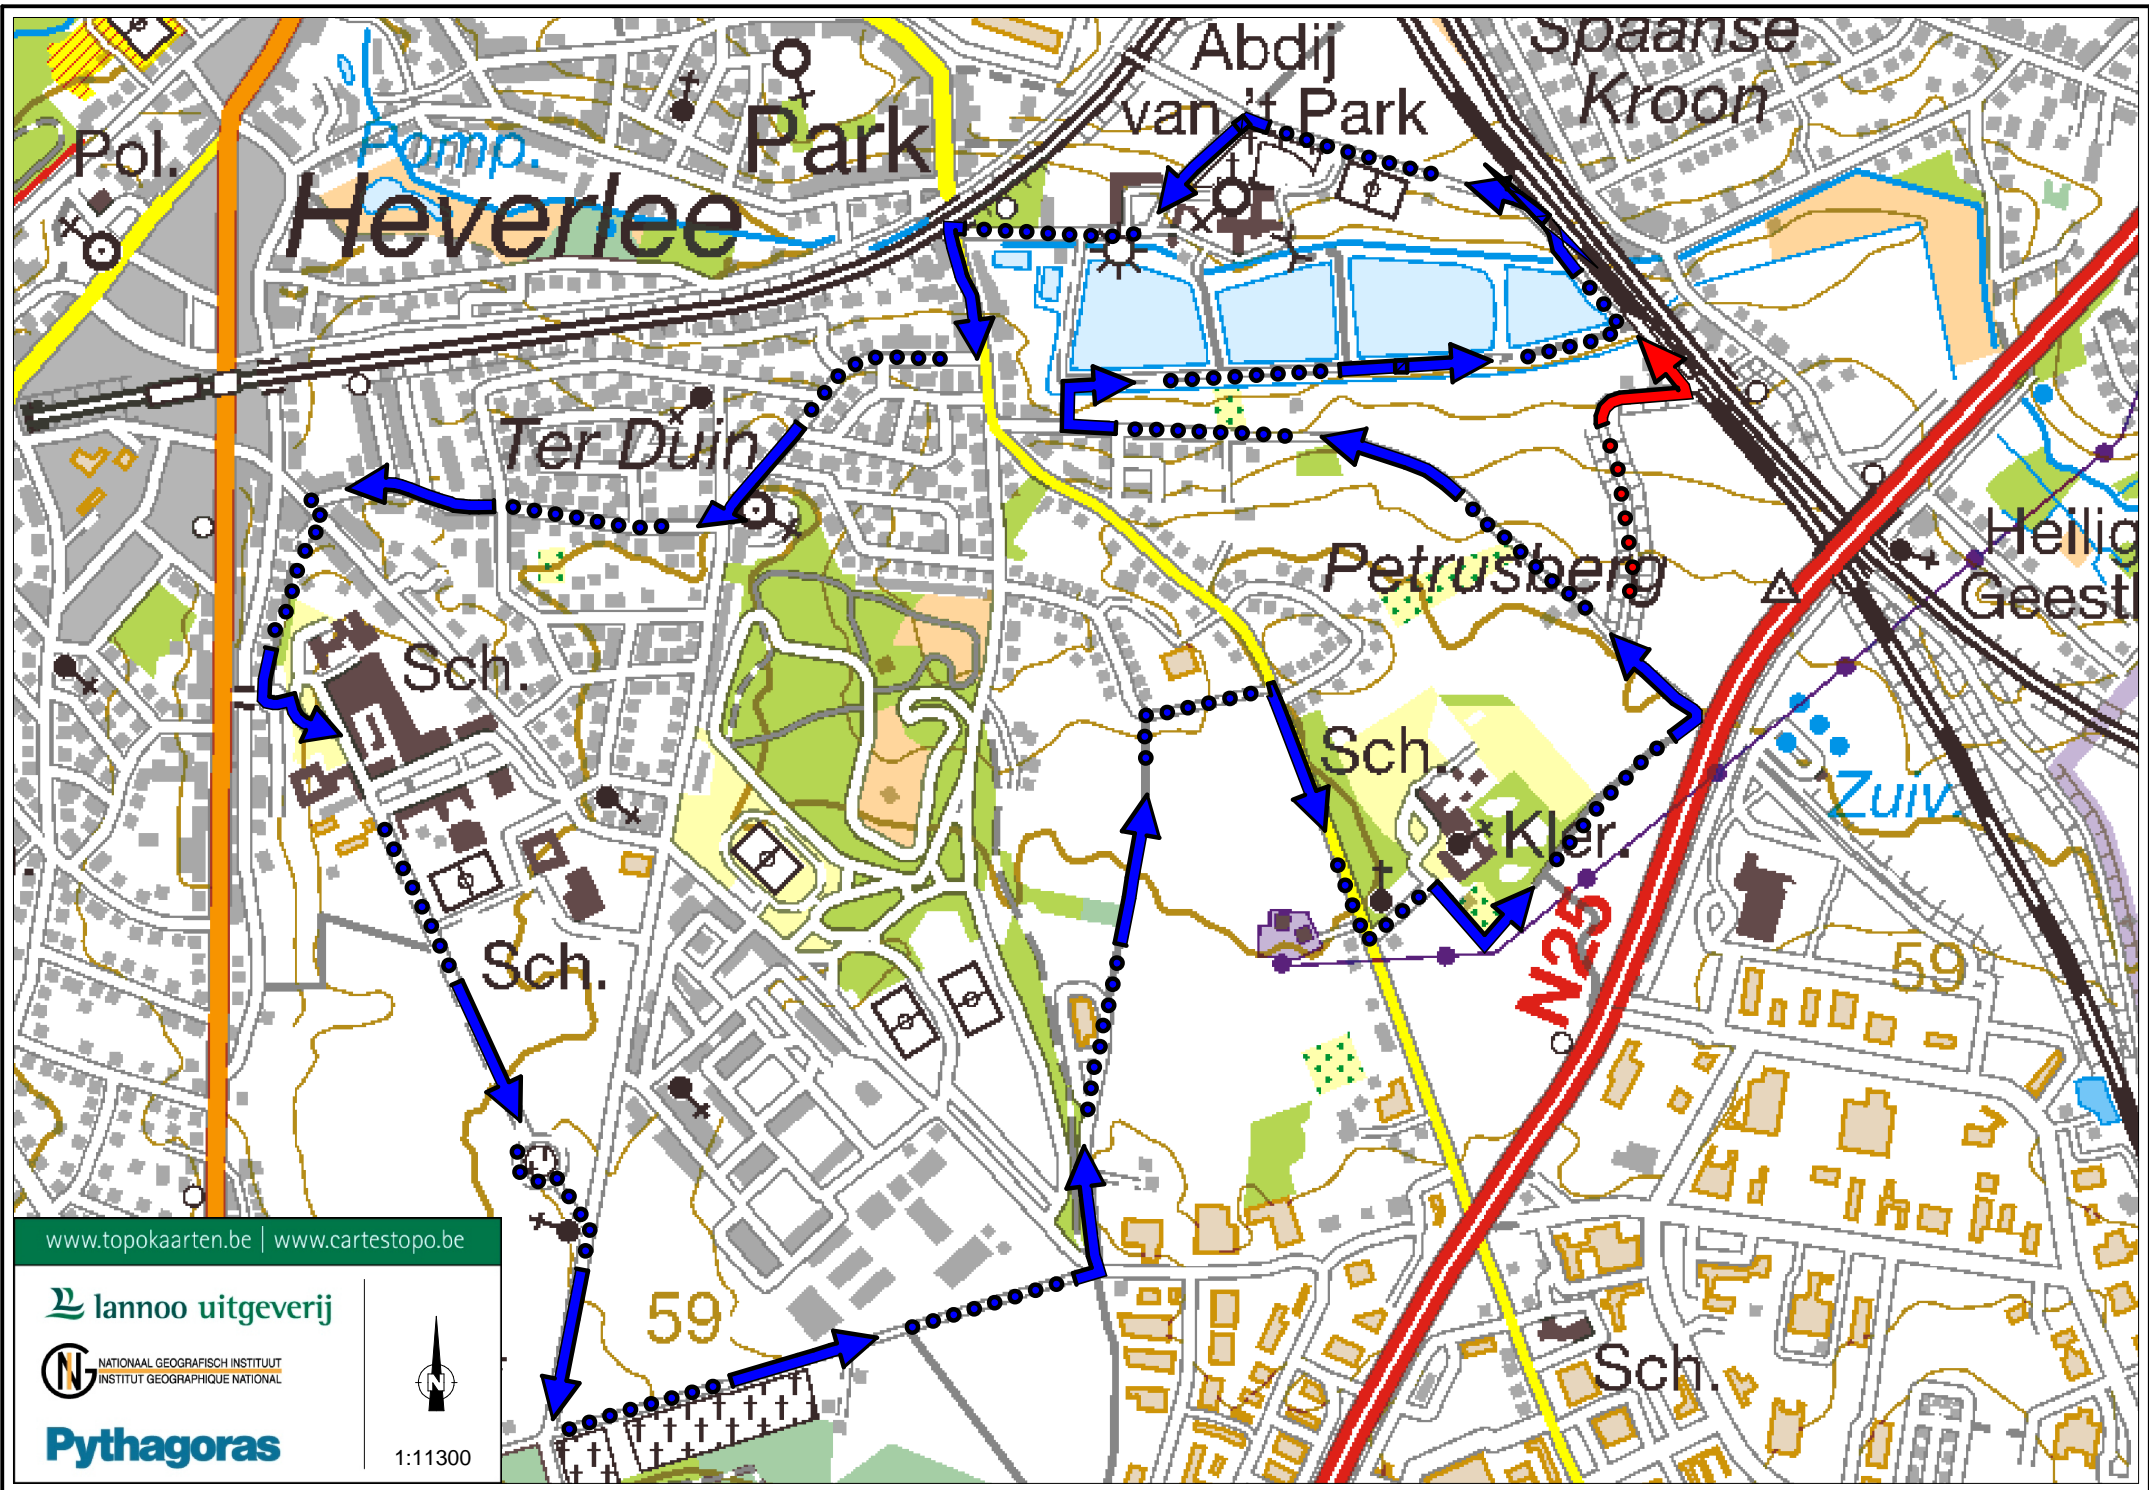 Spaanse
Kroon
Abdij
van 't Park
Pol.
Pomp.
Park
Heverlee
Ter Duin
Petrusberg
Heilig
Geest
Sch.
Sch.
Kler.
Zuiv.
Sch.
N25
59
59
Sch.
www.topokaarten.be | www.cartestopo.be
lannoo uitgeverij
NGI
NATIONAAL GEOGRAFISCH INSTITUUT
INSTITUT GEOGRAPHIQUE NATIONAL
N
Pythagoras
1:11300